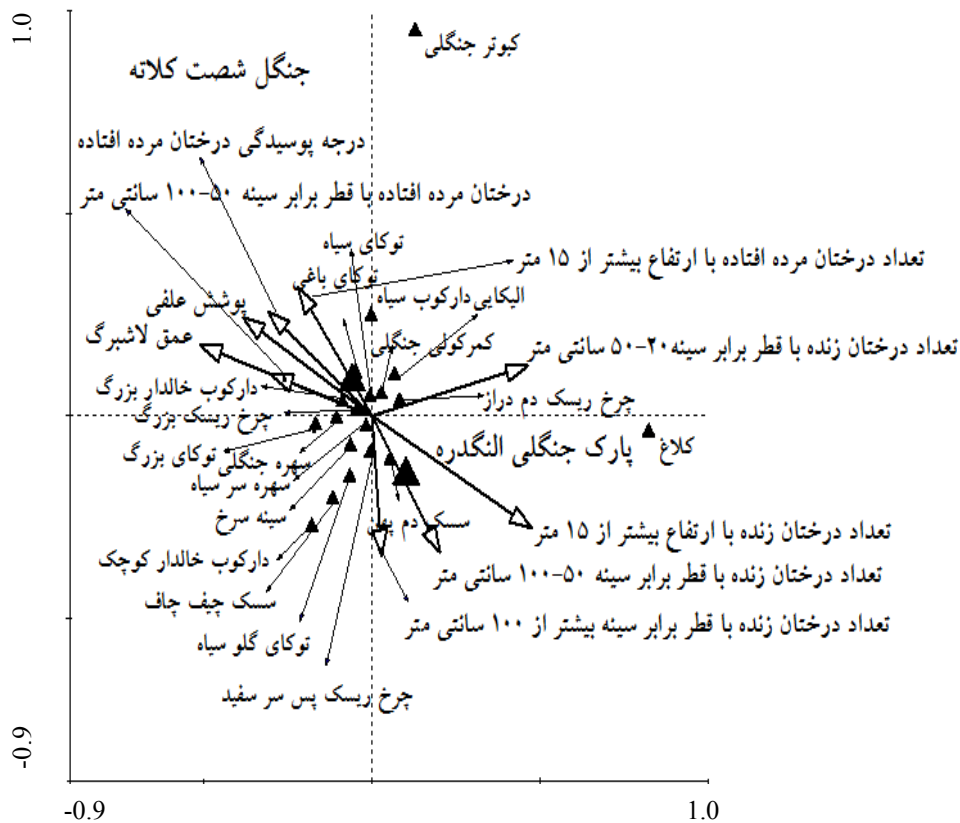 1.0
کبوتر جنگلی
جنگل شصت کلاته
درجه پوسیدگی درختان مرده افتاده
درختان مرده افتاده با قطر برابر سینه ۵۰-۱۰۰ سانتی متر
توکای سیاه
تعداد درختان مرده افتاده با ارتفاع بیشتر از ۱۵ متر
توکای باغی
پوشش علفی
دارکوب سیاه
الیکایی
عمق لاشبرگ
کمرکولی جنگلی
تعداد درختان زنده با قطر برابر سینه۲۰-۵۰ سانتی متر
دارکوب خالدار بزرگ
چرخ ریسک دم دراز
چرخ ریسک بزرگ
پارک جنگلی النگدره
کلاغ
توکای بزرگ
سهره جنگلی
سهره سر سیاه
سینه سرخ
سسک دم پهن
تعداد درختان زنده با ارتفاع بیشتر از ۱۵ متر
دارکوب خالدار کوچک
تعداد درختان زنده با قطر برابر سینه ۵۰-۱۰۰ سانتی متر
سسک چیف چاف
تعداد درختان زنده با قطر برابر سینه بیشتر از ۱۰۰ سانتی متر
توکای گلو سیاه
چرخ ریسک پس سر سفید
-0.9
-0.9
1.0